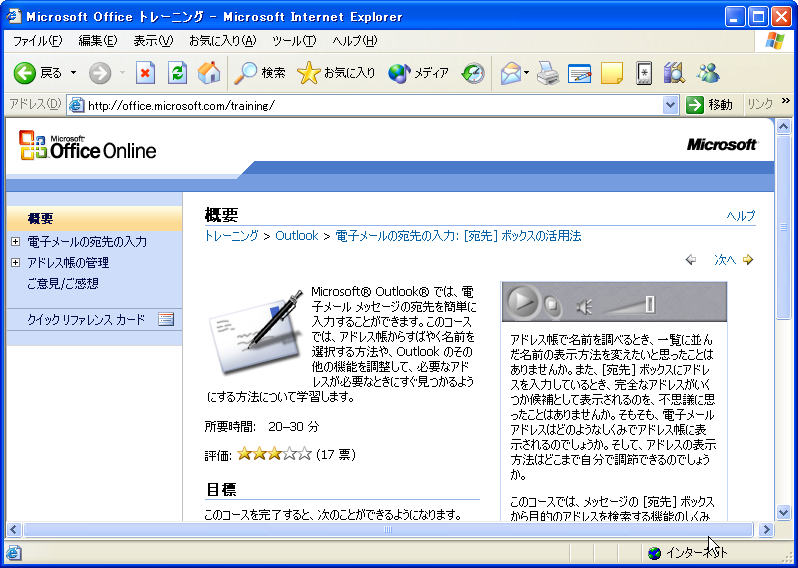 Microsoft Office トレーニング - Microsoft Internet Explorer
ファイル(F) 編集(E) 表示(V) お気に入り(A) ツール(T) ヘルプ(H)
戻る 検索 お気に入り メディア
アドレス(D) http://office.microsoft.com/training/ 移動 リンク »
Microsoft
Office Online
Microsoft
概要
電子メールの宛先の入力
アドレス帳の管理
ご意見/ご感想
クイック リファレンス カード
概要
ヘルプ
トレーニング > Outlook > 電子メールの宛先の入力: [宛先] ボックスの活用法
次へ
Microsoft® Outlook® では、電
子メール メッセージの宛先を簡単に
入力することができます。このコース
では、アドレス帳からすばやく名前を
選択する方法や、Outlook のその
他の機能を調整して、必要なアド
レスが必要なときにすぐ見つかるよう
にする方法について学習します。
所要時間: 20–30 分
評価: (17 票)
目標
このコースを完了すると、次のことができるようになります。
アドレス帳で名前を調べるとき、一覧に並ん
だ名前の表示方法を変えたいと思ったことは
ありませんか。また、[宛先] ボックスにアドレ
スを入力しているとき、完全なアドレスがいく
つか候補として表示されるのを、不思議に思
ったことはありませんか。そもそも、電子メール
アドレスはどのようなしくみでアドレス帳に表
示されるのでしょうか。そして、アドレスの表示
方法はどこまで自分で調節できるのでしょう
か。
このコースでは、メッセージの [宛先] ボックス
から目的のアドレスを検索する機能のしくみ
インターネット